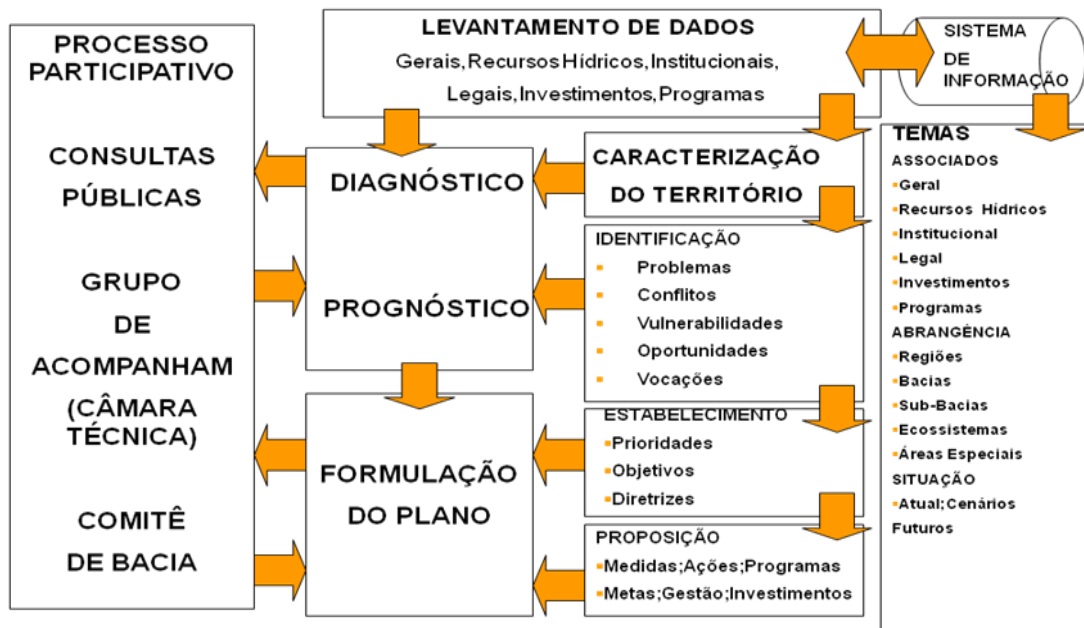 PROCESSO
PARTICIPATIVO
CONSULTAS
PÚBLICAS
GRUPO
DE
ACOMPANHAM
(CÂMARA
TÉCNICA)
COMITÊ
DE BACIA
LEVANTAMENTO DE DADOS
Gerais, Recursos Hídricos, Institucionais,
Legais, Investimentos, Programas
SISTEMA
DE
INFORMAÇÃO
DIAGNÓSTICO
PROGNÓSTICO
FORMULAÇÃO
DO PLANO
CARACTERIZAÇÃO
DO TERRITÓRIO
IDENTIFICAÇÃO
▪ Problemas
▪ Conflitos
▪ Vulnerabilidades
▪ Oportunidades
▪ Vocações
ESTABELECIMENTO
▪Prioridades
▪Objetivos
▪Diretrizes
PROPOSIÇÃO
▪Medidas;Ações;Programas
▪Metas;Gestão;Investimentos
TEMAS
ASSOCIADOS
▪Geral
▪Recursos Hídricos
▪Institucional
▪Legal
▪Investimentos
▪Programas
ABRANGÊNCIA
▪Regiões
▪Bacias
▪Sub-Bacias
▪Ecossistemas
▪Áreas Especiais
SITUAÇÃO
▪Atual;Cenários
Futuros